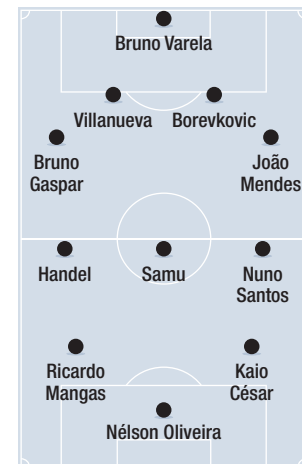 Bruno Varela
Villanueva
Borevkovic
Bruno
Gaspar
João
Mendes
Handel
Samu
Nuno
Santos
Ricardo
Mangas
Kaio
César
Nélson Oliveira